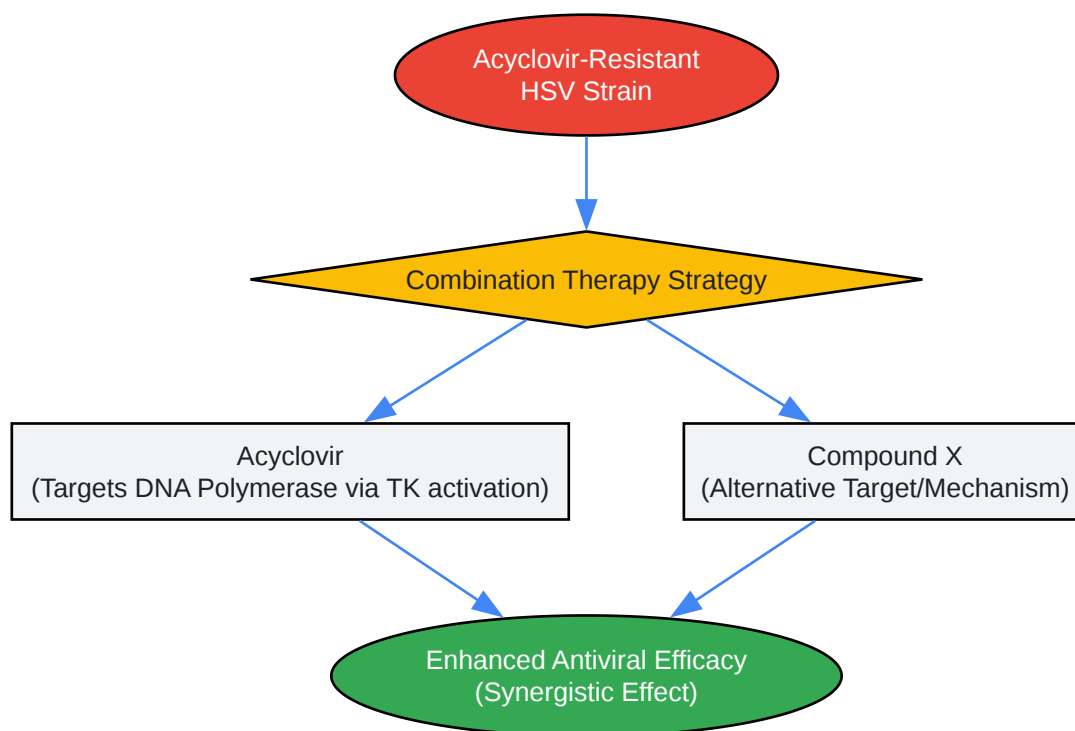 Acyclovir-Resistant
HSV Strain
Combination Therapy Strategy
Acyclovir
(Targets DNA Polymerase via TK activation)
Compound X
(Alternative Target/Mechanism)
Enhanced Antiviral Efficacy
(Synergistic Effect)